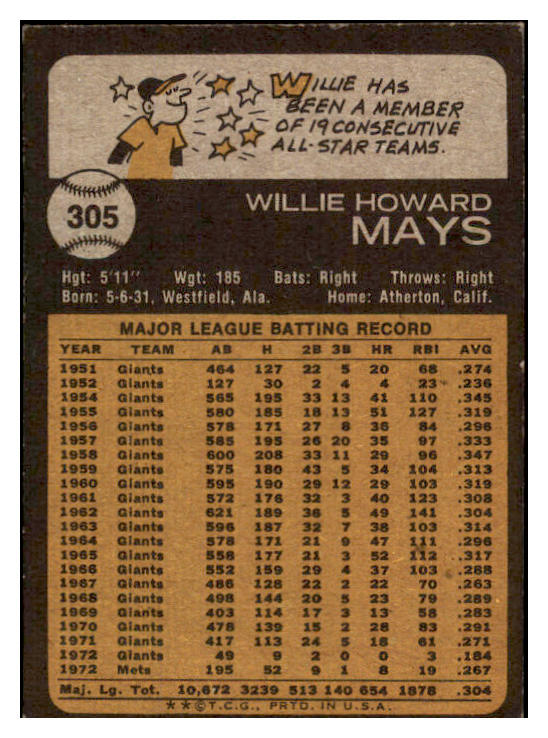 WILLIE HAS
BEEN A MEMBER
OF 19 CONSECUTIVE
ALL-STAR TEAMS.
305
WILLIE HOWARD
MAYS
Hgt: 5'11" Wgt: 185 Bats: Right Throws: Right
Born: 5-6-31, Westfield, Ala. Home: Atherton, Calif.
MAJOR LEAGUE BATTING RECORD
YEAR TEAM AB H 2B 3B HR RBI AVG
1951 Giants 464 127 22 5 20 68 .274
1952 Giants 127 30 2 4 4 23 .236
1954 Giants 565 195 33 13 41 110 .345
1955 Giants 580 185 18 13 51 127 .319
1956 Giants 578 171 27 8 36 84 .296
1957 Giants 585 195 26 20 35 97 .333
1958 Giants 600 208 33 11 29 96 .347
1959 Giants 575 180 43 5 34 104 .313
1960 Giants 595 190 29 12 29 103 .319
1961 Giants 572 176 32 3 40 123 .308
1962 Giants 621 189 36 5 49 141 .304
1963 Giants 596 187 32 7 38 103 .314
1964 Giants 578 171 21 9 47 111 .296
1965 Giants 558 177 21 3 52 112 .317
1966 Giants 552 159 29 4 37 103 .288
1967 Giants 486 128 22 2 22 70 .263
1968 Giants 498 144 20 5 23 79 .289
1969 Giants 403 114 17 3 13 58 .283
1970 Giants 478 139 15 2 28 83 .291
1971 Giants 417 113 24 5 18 61 .271
1972 Giants 49 9 2 0 0 3 .184
1972 Mets 195 52 9 1 8 19 .267
Maj. Lg. Tot. 10,672 3239 513 140 654 1878 .304
**©T.C.G., PRTD. IN U.S.A.